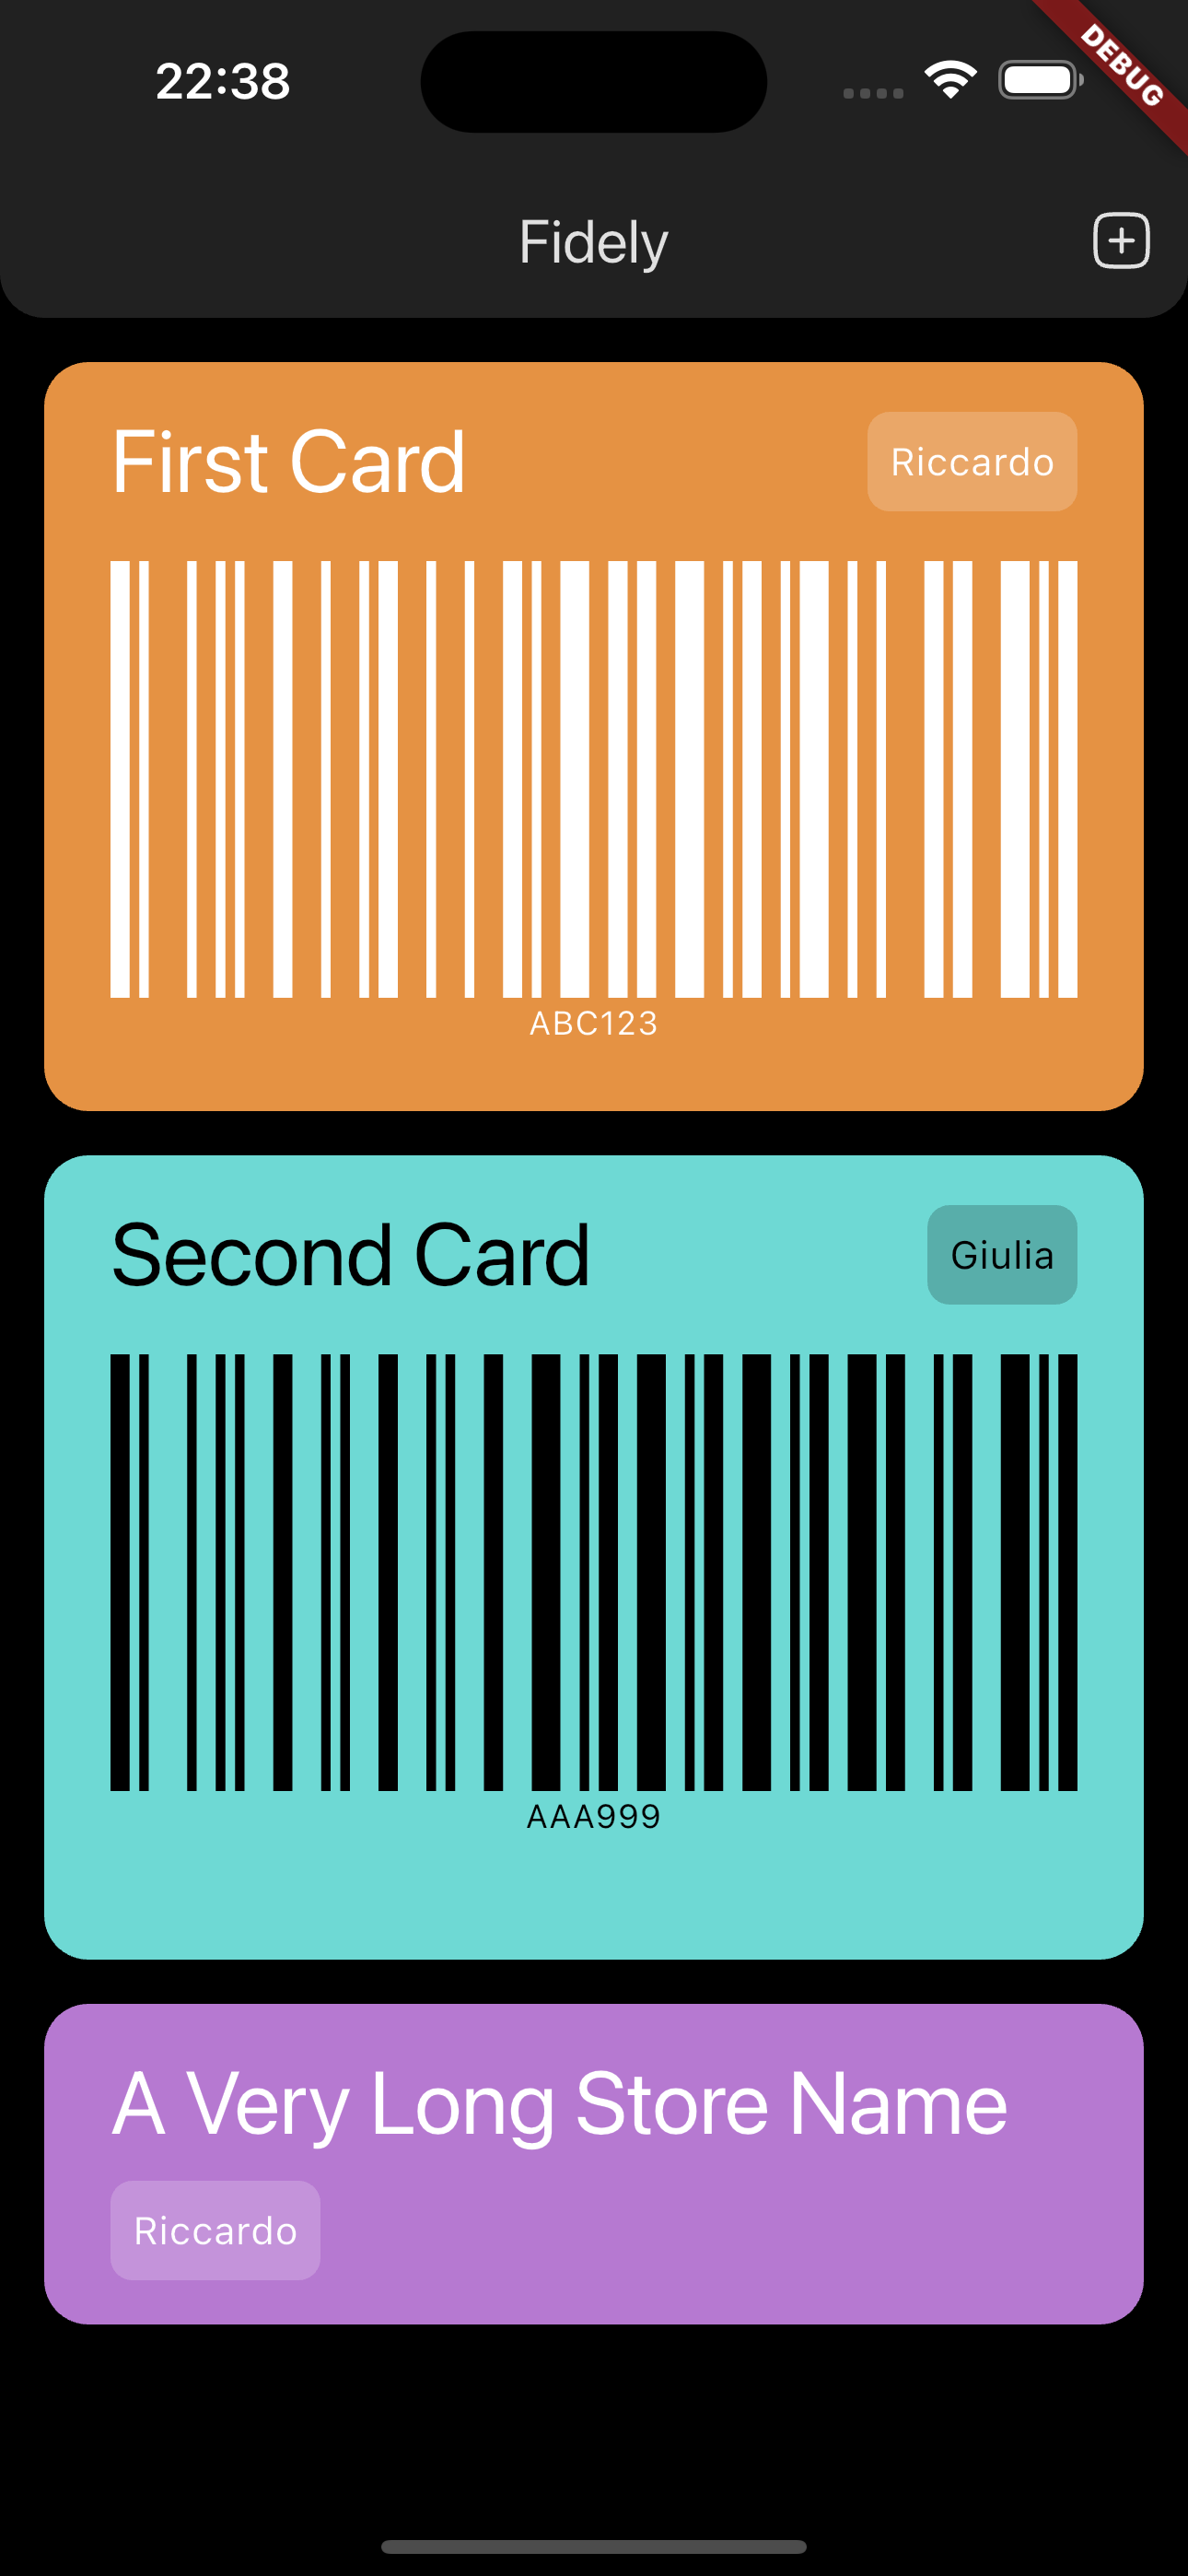 22:38
DEBUG
Fidely
First Card
Riccardo
ABC123
Second Card
Giulia
AAA999
A Very Long Store Name
Riccardo